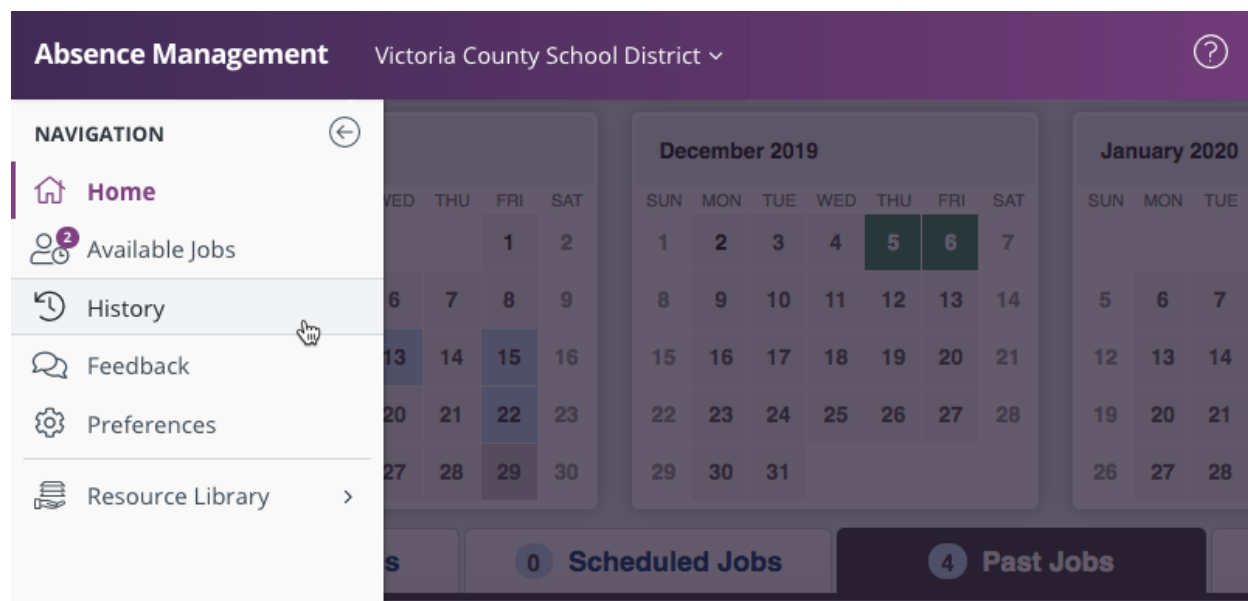 Absence Management Victoria County School District
NAVIGATION
Home
2
Available Jobs
History
Feedback
Preferences
Resource Library
WED THU FRI SAT
1 2
6 7 8 9
13 14 15 16
20 21 22 23
27 28 29 30
December 2019
SUN MON TUE WED THU FRI SAT
1 2 3 4 5 6 7
8 9 10 11 12 13 14
15 16 17 18 19 20 21
22 23 24 25 26 27 28
29 30 31
January 2020
SUN MON TUE
5 6 7
12 13 14
19 20 21
26 27 28
s
0 Scheduled Jobs
4 Past Jobs